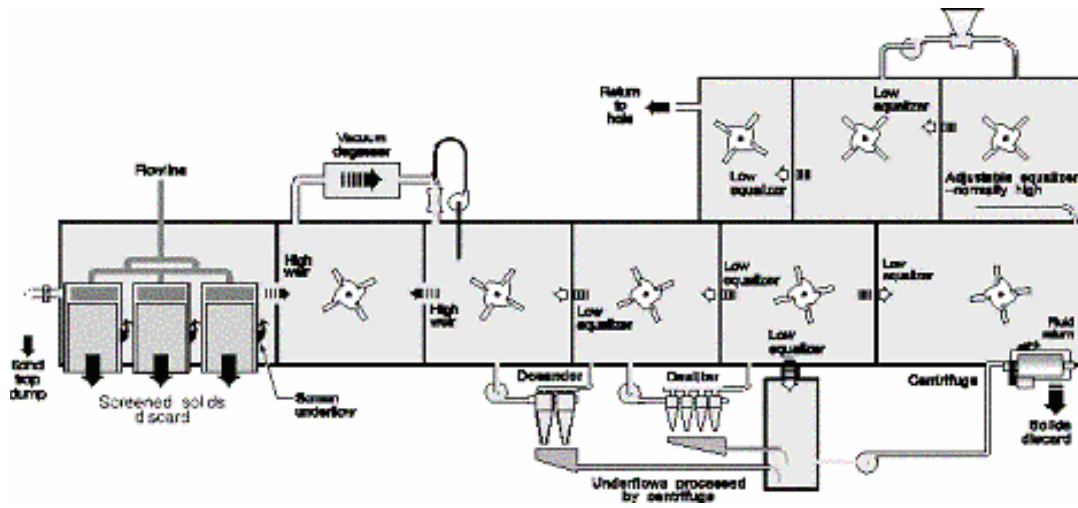 Flowline
Vacuum
degasser
Return
to
hole
Low
equalizer
Low
equalizer
Adjustable equalizer
-normally high
High
weir
High
weir
Low
equalizer
Low
equalizer
Low
equalizer
Low
equalizer
Fluid
return
Sand
trap
dump
Screened solids
discard
Screen
underflow
Desander
Desilter
Centrifuge
Solids
discard
Underflows processed
by centrifuge